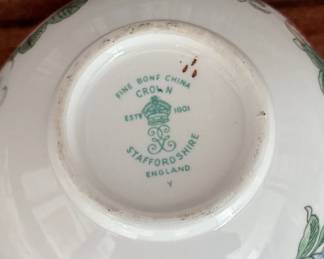 FINE BONE CHINA
CROWN
ESTD 1801
STAFFORDSHIRE
ENGLAND
Y